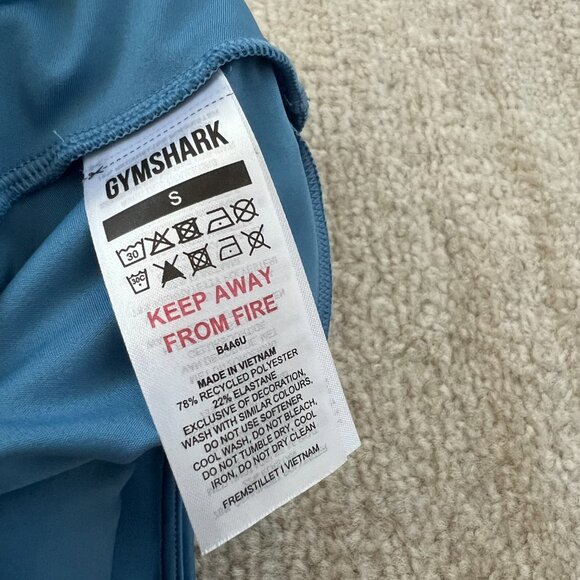 GYMSHARK
S
30
30C
KEEP AWAY
FROM FIRE
B4A6U
MADE IN VIETNAM
78% RECYCLED POLYESTER
22% ELASTANE
EXCLUSIVE OF DECORATION,
WASH WITH SIMILAR COLOURS.
DO NOT USE SOFTENER
COOL WASH, DO NOT BLEACH,
DO NOT TUMBLE DRY, COOL
IRON, DO NOT DRY CLEAN
FREMSTILLET I VIETNAM